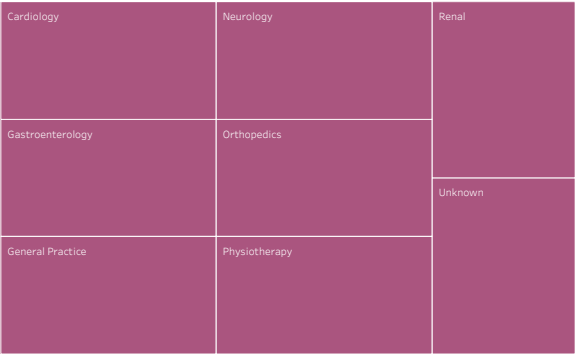 Cardiology
Neurology
Renal
Gastroenterology
Orthopedics
Unknown
General Practice
Physiotherapy